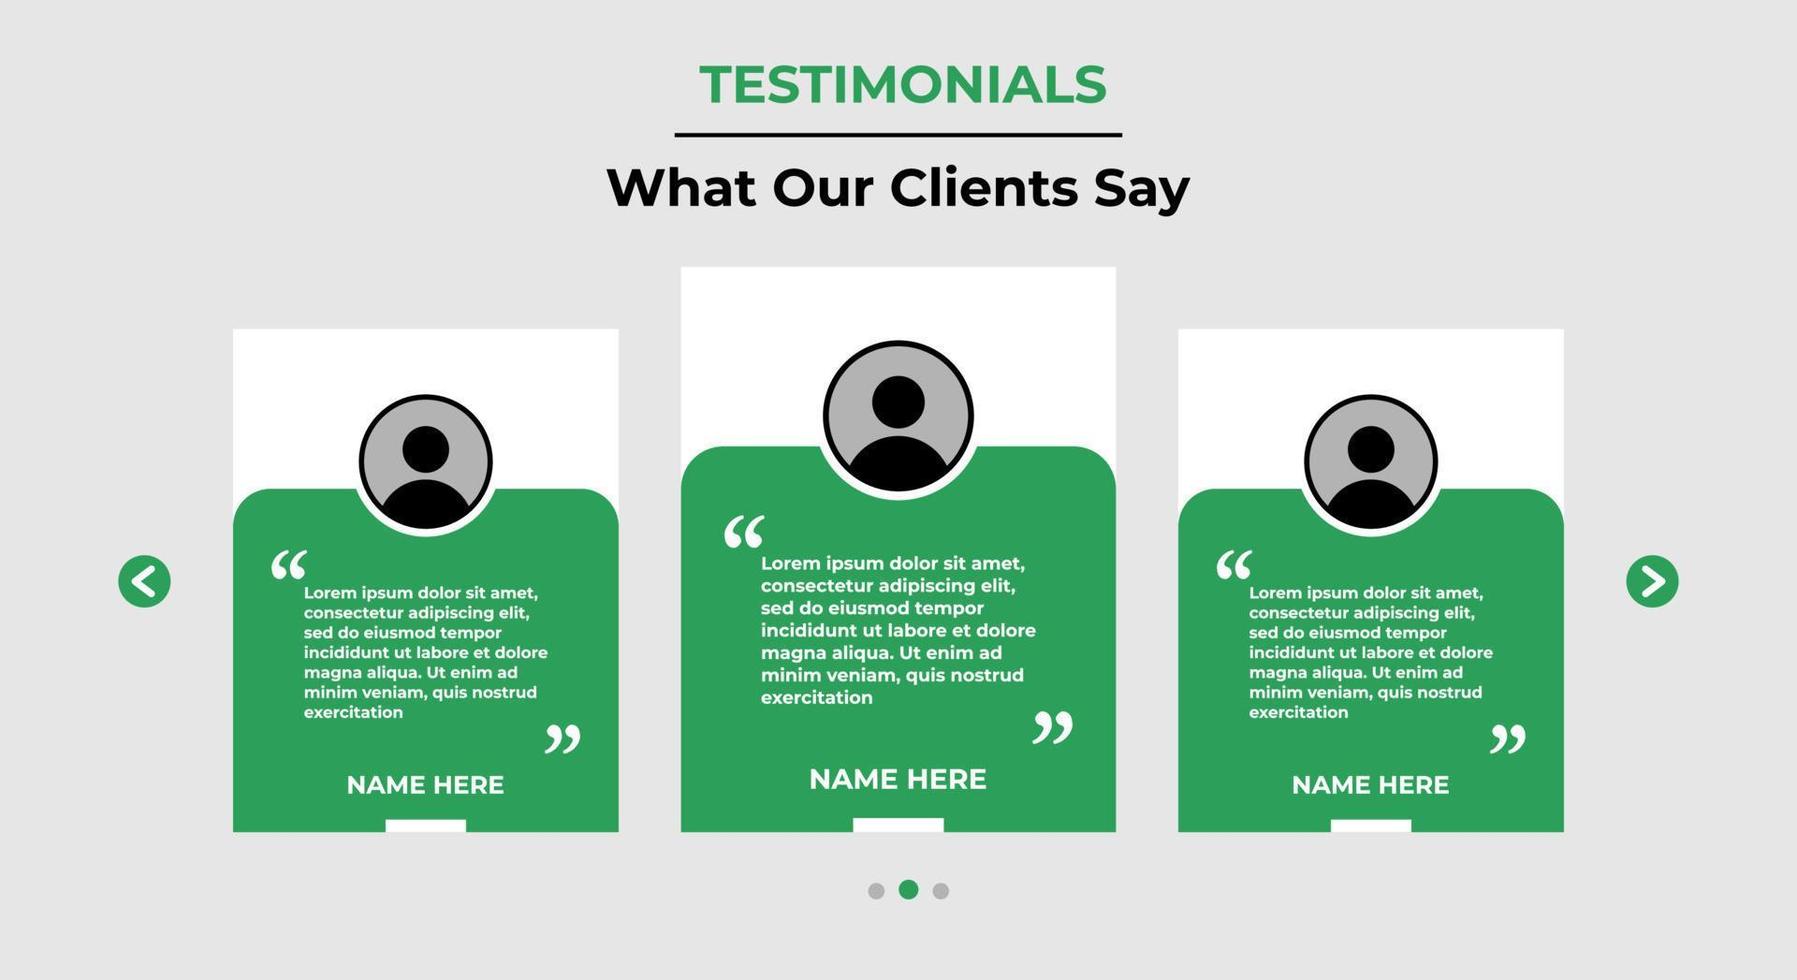 TESTIMONIALS
What Our Clients Say
“
Lorem ipsum dolor sit amet,
consectetur adipiscing elit,
sed do eiusmod tempor
incididunt ut labore et dolore
magna aliqua. Ut enim ad
minim veniam, quis nostrud
exercitation
”
NAME HERE
“
Lorem ipsum dolor sit amet,
consectetur adipiscing elit,
sed do eiusmod tempor
incididunt ut labore et dolore
magna aliqua. Ut enim ad
minim veniam, quis nostrud
exercitation
”
NAME HERE
“
Lorem ipsum dolor sit amet,
consectetur adipiscing elit,
sed do eiusmod tempor
incididunt ut labore et dolore
magna aliqua. Ut enim ad
minim veniam, quis nostrud
exercitation
”
NAME HERE